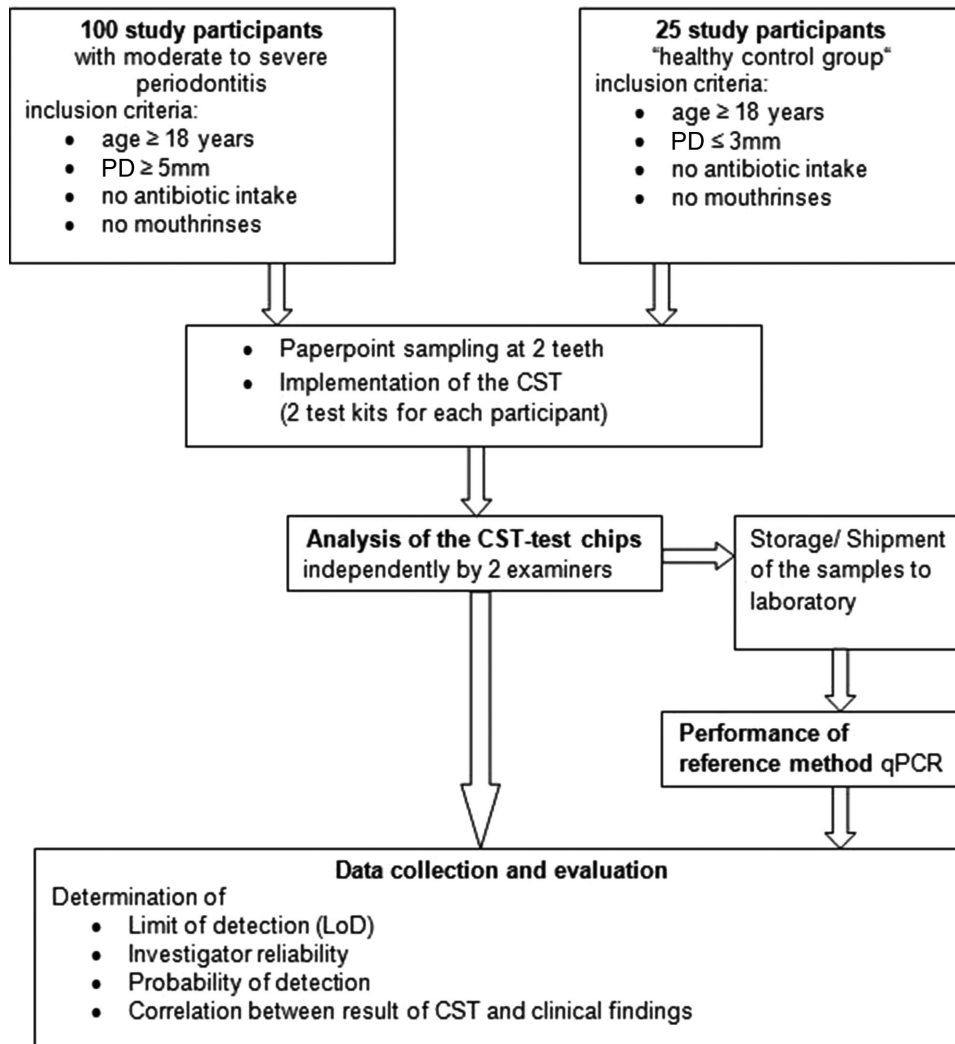 100 study participants
with moderate to severe
periodontitis
inclusion criteria:
• age ≥ 18 years
• PD ≥ 5mm
• no antibiotic intake
• no mouthrinses
25 study participants
"healthy control group"
inclusion criteria:
• age ≥ 18 years
• PD ≤ 3mm
• no antibiotic intake
• no mouthrinses
• Paperpoint sampling at 2 teeth
• Implementation of the CST
(2 test kits for each participant)
Analysis of the CST-test chips
independently by 2 examiners
Storage/ Shipment
of the samples to
laboratory
Performance of
reference method qPCR
Data collection and evaluation
Determination of
• Limit of detection (LoD)
• Investigator reliability
• Probability of detection
• Correlation between result of CST and clinical findings